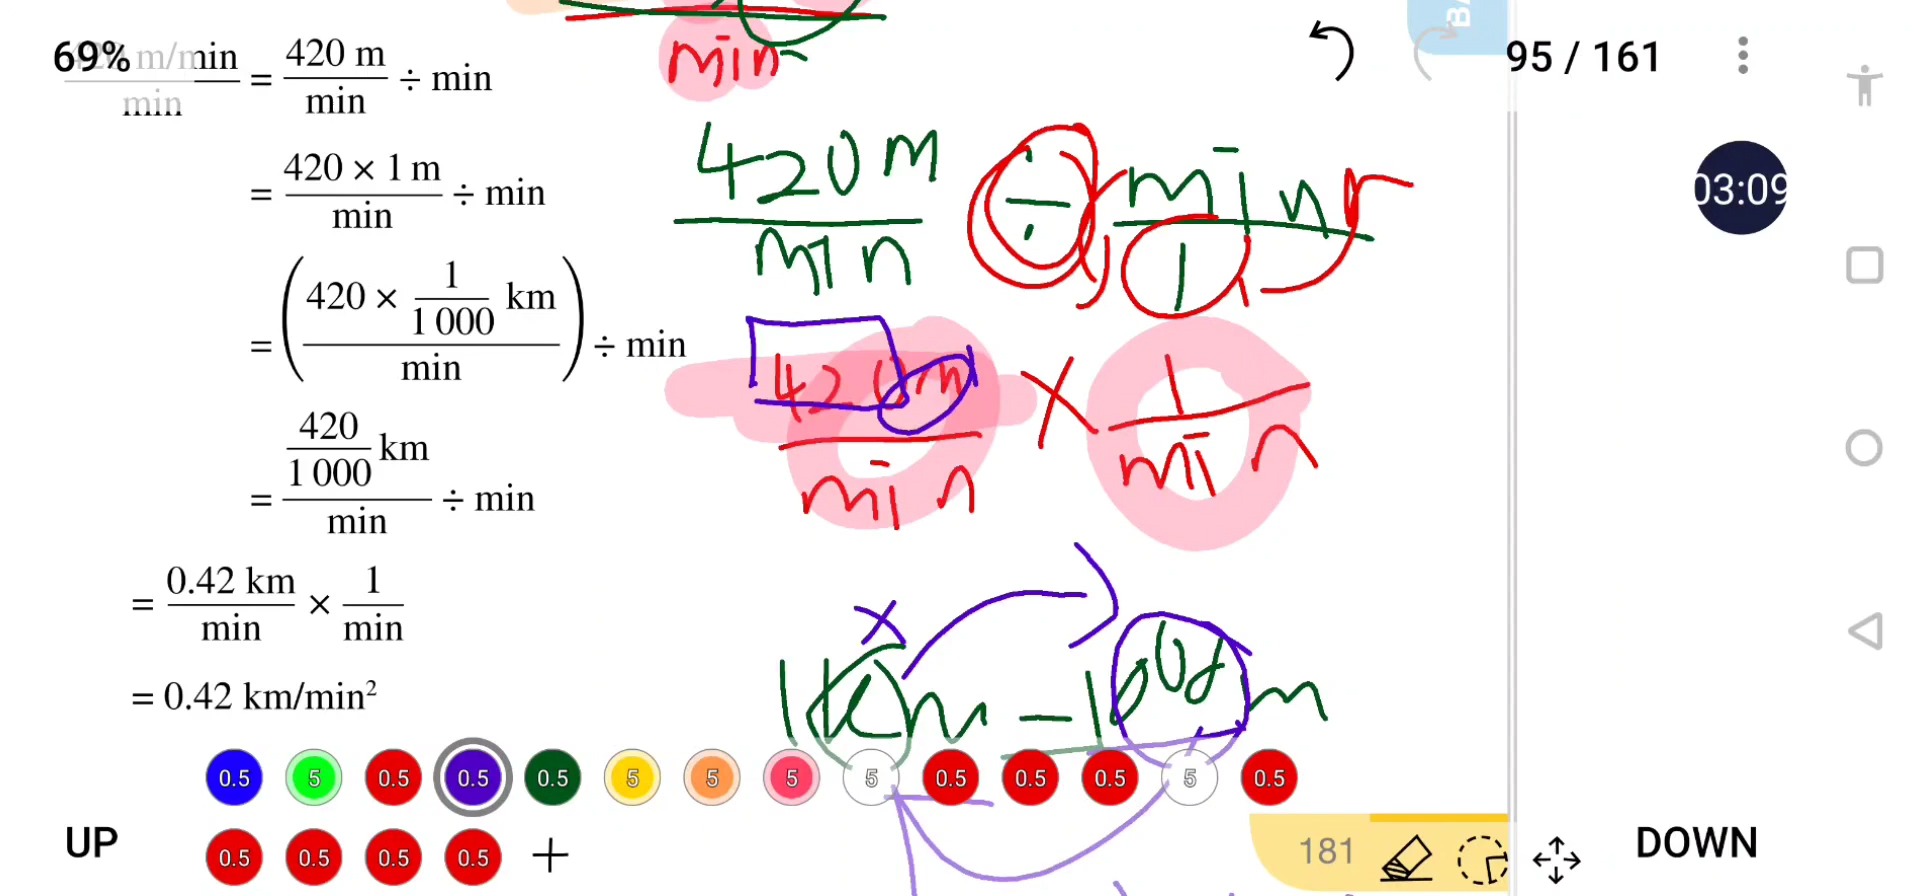 69%
420 m/min / min = 420 m / min ÷ min
= 420 × 1 m / min ÷ min
= ( 420 × 1/1 000 km / min ) ÷ min
= 420/1 000 km / min ÷ min
= 0.42 km / min × 1 / min
= 0.42 km/min²
min
420 m / min ÷ min / 1
420 m / min × 1 / min
1 km = 1000 m
95 / 161
03:09
0.5 5 0.5 0.5 0.5 5 5 5 5 0.5 0.5 0.5 5 0.5
UP 0.5 0.5 0.5 0.5 + 181 DOWN